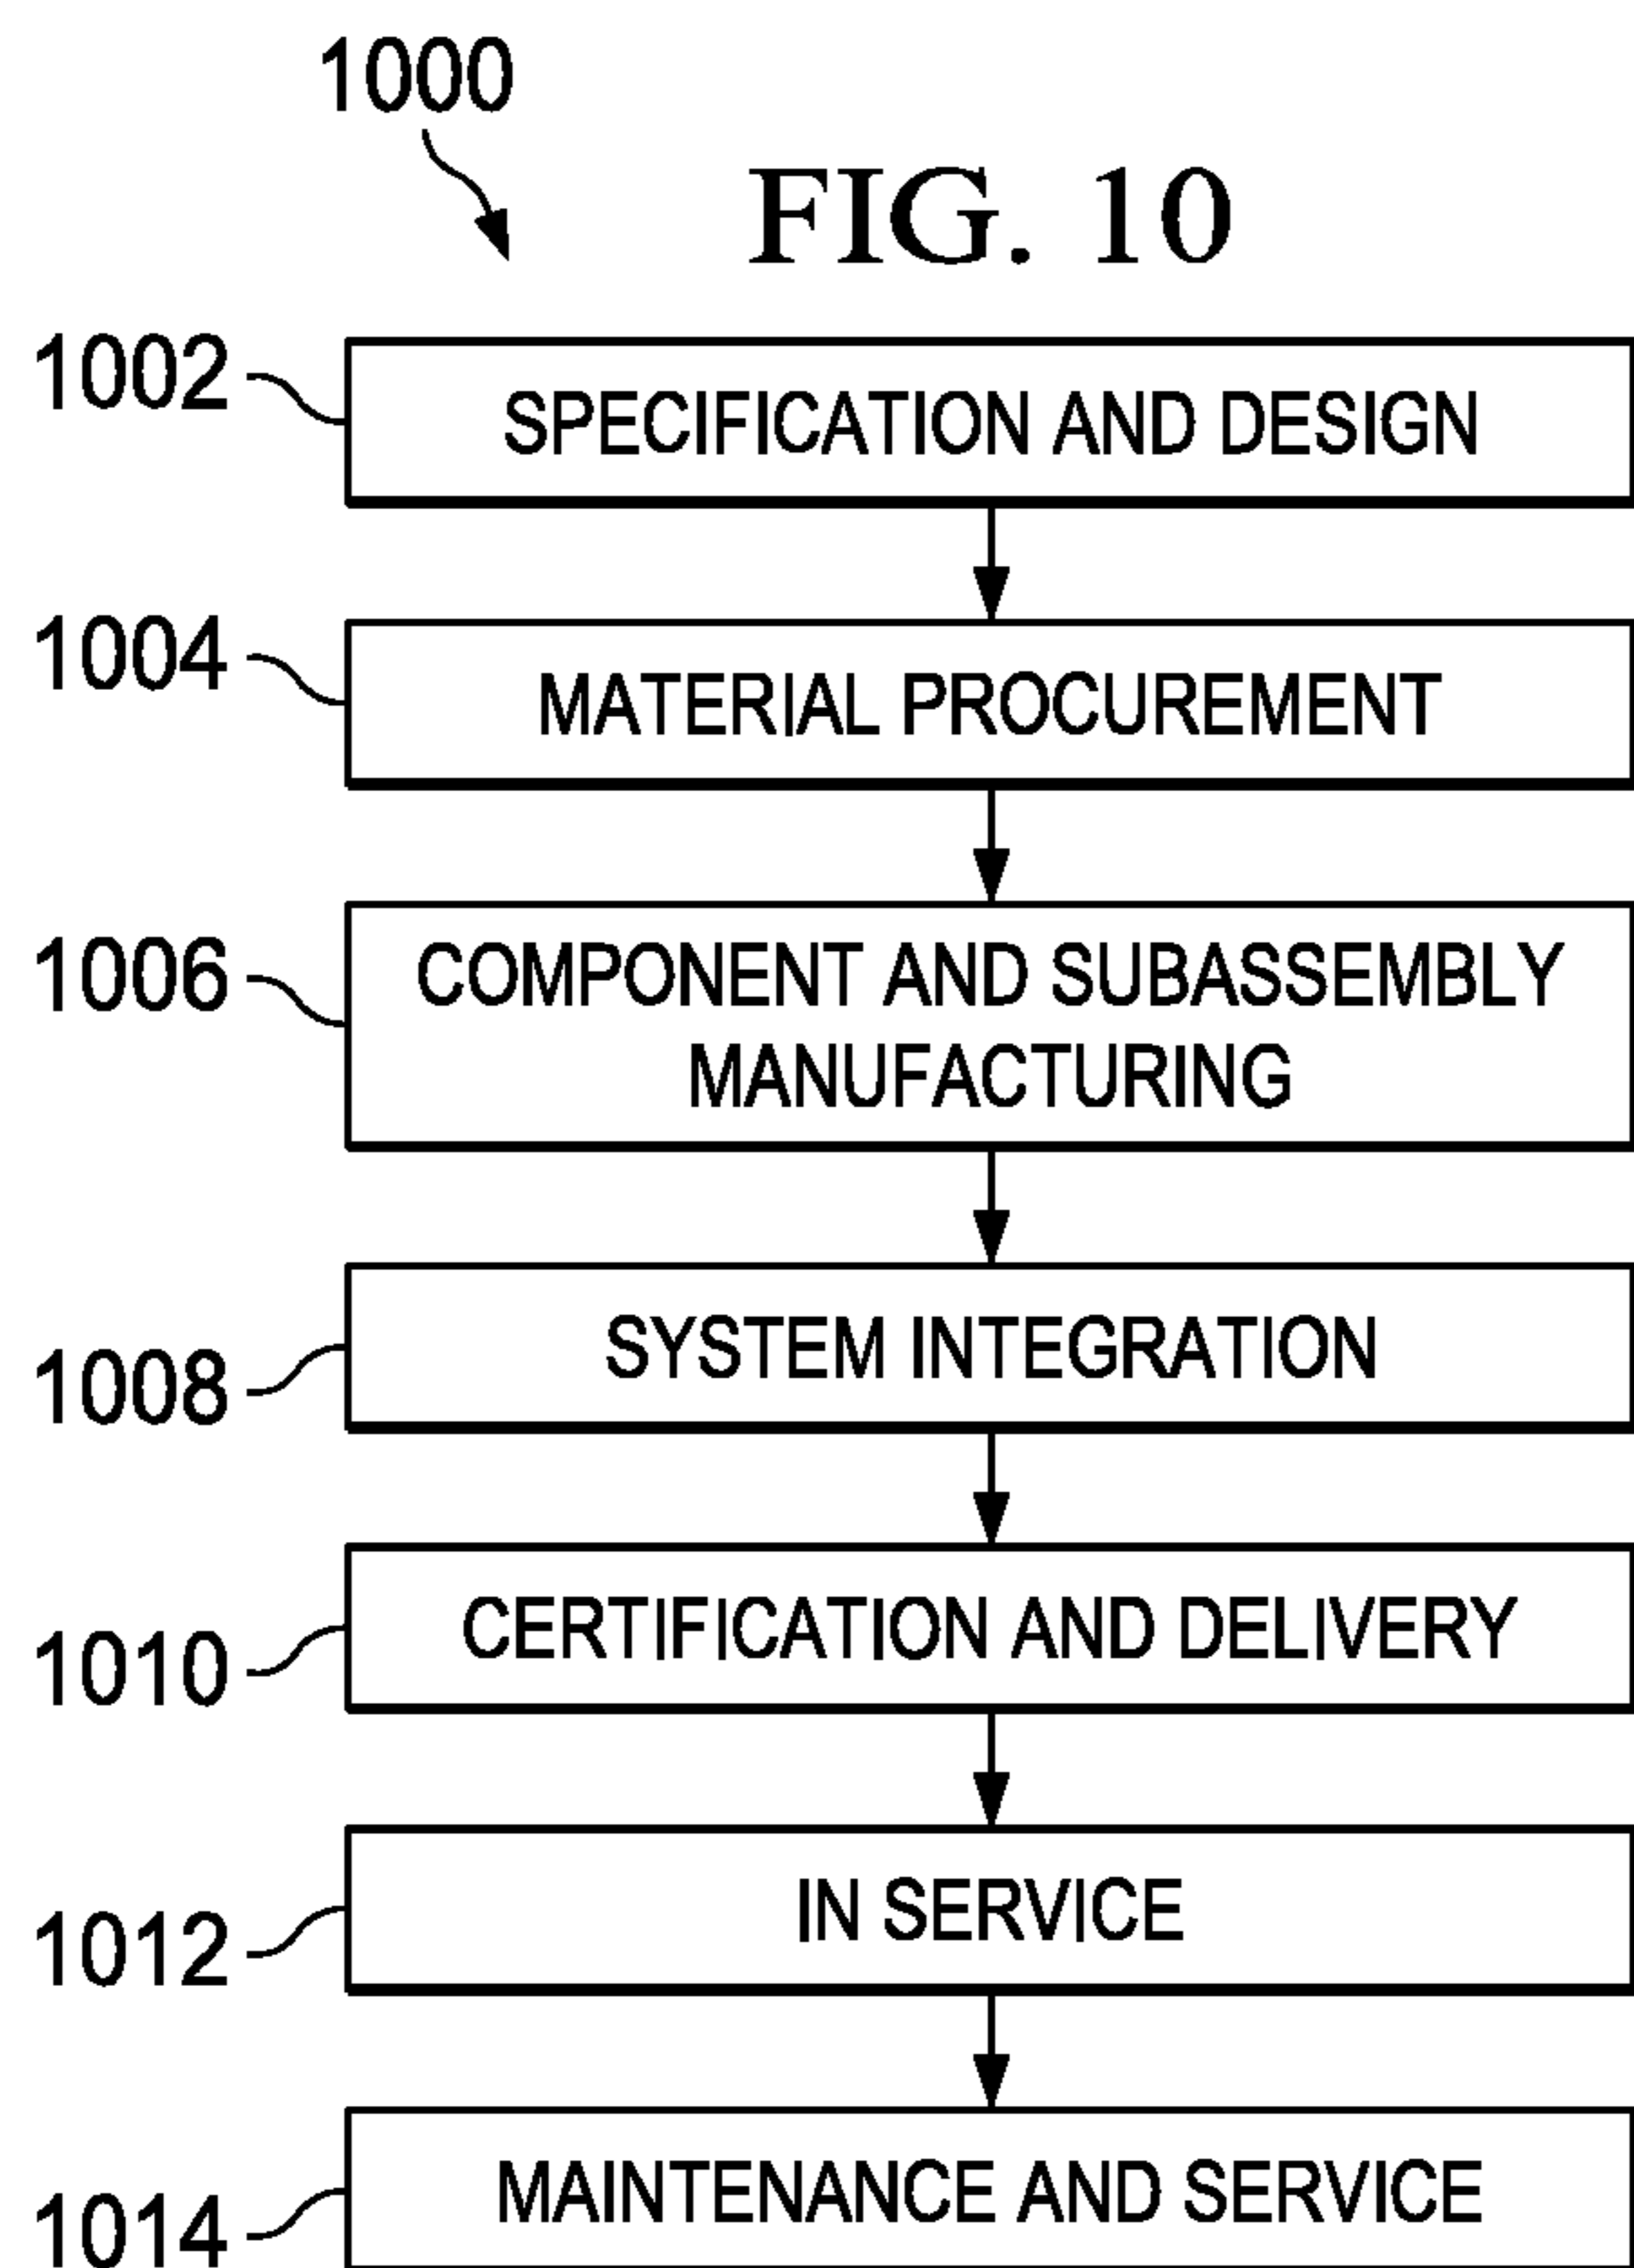 1000
FIG. 10
1002
SPECIFICATION AND DESIGN
1004
MATERIAL PROCUREMENT
1006
COMPONENT AND SUBASSEMBLY
MANUFACTURING
1008
SYSTEM INTEGRATION
1010
CERTIFICATION AND DELIVERY
1012
IN SERVICE
1014
MAINTENANCE AND SERVICE